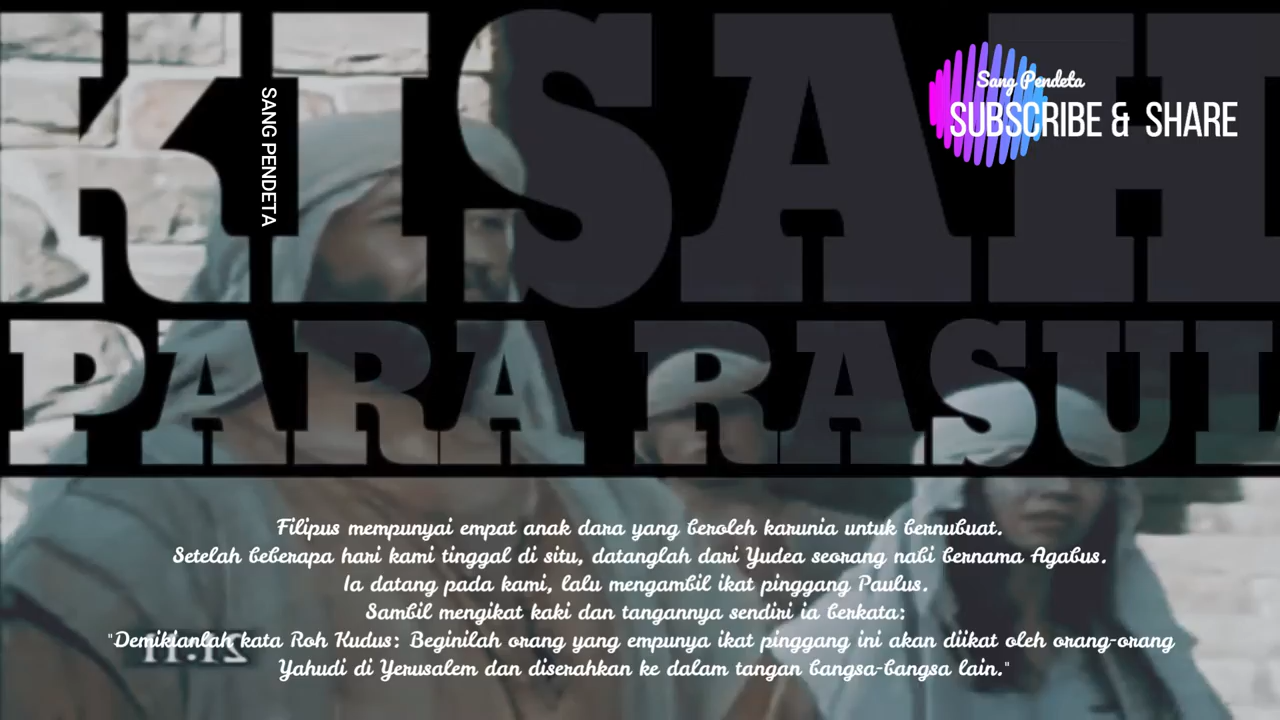 KISAH
PARA RASUL
SANG PENDETA
Sang Pendeta
SUBSCRIBE & SHARE
Filipus mempunyai empat anak dara yang beroleh karunia untuk bernubuat.
Setelah beberapa hari kami tinggal di situ, datanglah dari Yudea seorang nabi bernama Agabus.
Ia datang pada kami, lalu mengambil ikat pinggang Paulus.
Sambil mengikat kaki dan tangannya sendiri ia berkata:
"Demikianlah kata Roh Kudus: Beginilah orang yang empunya ikat pinggang ini akan diikat oleh orang-orang
Yahudi di Yerusalem dan diserahkan ke dalam tangan bangsa-bangsa lain."